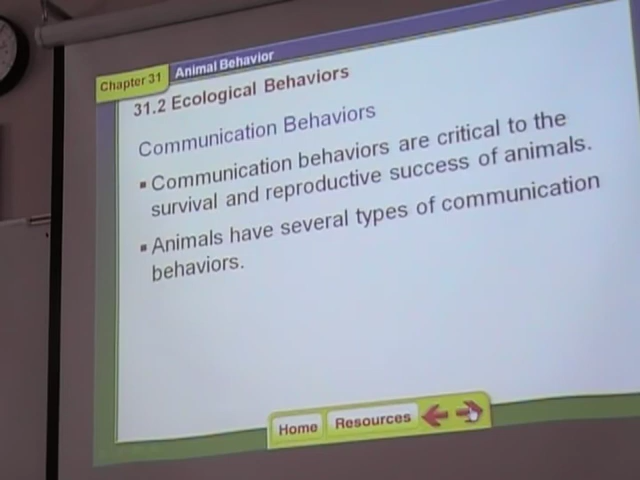 Chapter 31
Animal Behavior
31.2 Ecological Behaviors
Communication Behaviors
▪ Communication behaviors are critical to the
survival and reproductive success of animals.
▪ Animals have several types of communication
behaviors.
Home
Resources